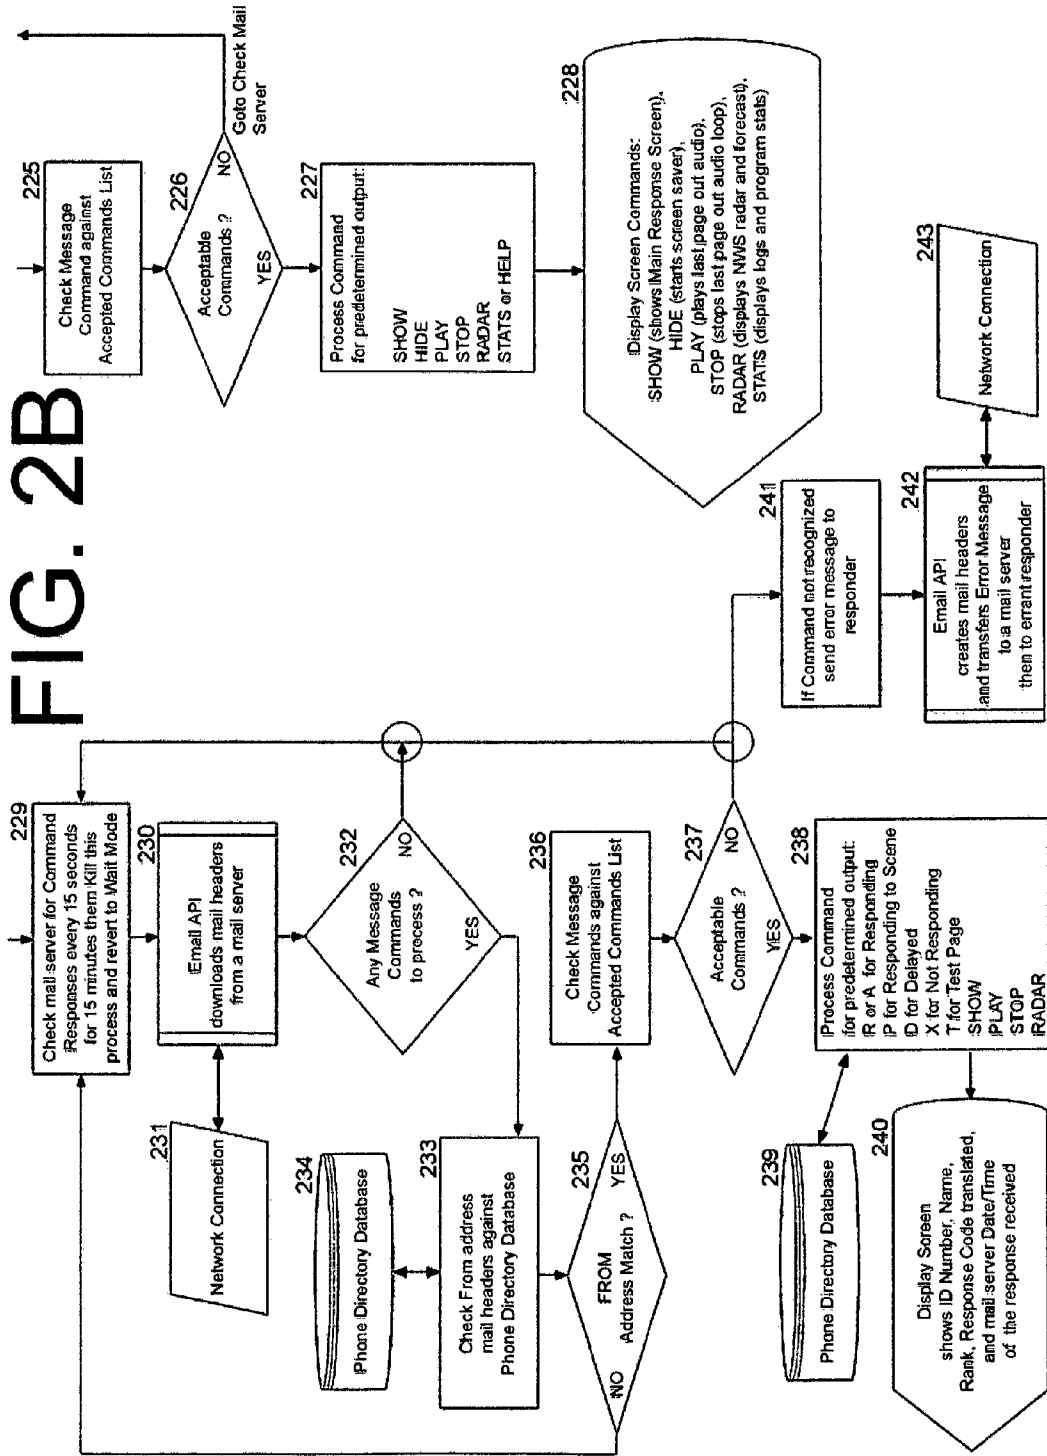 FIG. 2B
225
Check Message
Command against
Accepted Commands List
226
Acceptable
Commands ?
NO
YES
Goto Check Mail
Server
227
Process Command
for predetermined output:
SHOW
HIDE
PLAY
STOP
RADAR
STATS or HELP
228
Display Screen Commands:
SHOW (shows Main Response Screen),
HIDE (starts screen saver),
PLAY (plays last page out audio),
STOP (stops last page out audio loop),
RADAR (displays NWS radar and forecast),
STATS (displays logs and program stats)
229
Check mail server for Command
Responses every 15 seconds
for 15 minutes them Kill this
process and revert to Wait Mode
230
Email API
downloads mail headers
from a mail server
231
Network Connection
232
Any Message
Commands
to process ?
NO
YES
233
Check From address
mail headers against
Phone Directory Database
234
Phone Directory Database
235
FROM
Address Match ?
NO
YES
236
Check Message
Commands against
Accepted Commands List
237
Acceptable
Commands ?
NO
YES
238
Process Command
for predetermined output:
R or A for Responding
P for Responding to Scene
D for Delayed
X for Not Responding
T for Test Page
SHOW
PLAY
STOP
RADAR
239
Phone Directory Database
240
Display Screen
shows ID Number, Name,
Rank, Response Code translated,
and mail server Date/Time
of the response received
241
If Command not recognized
send error message to
responder
242
Email API
creates mail headers
and transfers Error Message
to a mail server
them to errant responder
243
Network Connection